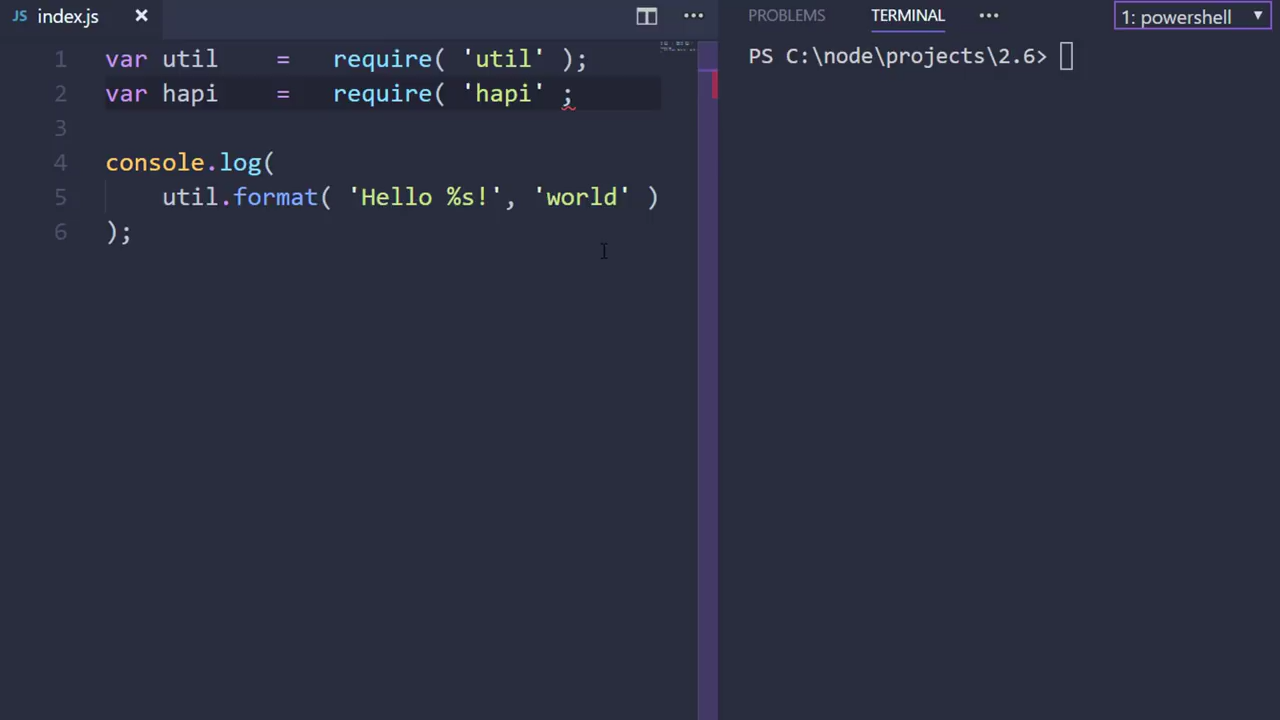 JS index.js × ···
1 var util    =   require( 'util' );
2 var hapi    =   require( 'hapi' ;
3
4 console.log(
5     util.format( 'Hello %s!', 'world' )
6 );
PROBLEMS TERMINAL ··· 1: powershell ▼
PS C:\node\projects\2.6>